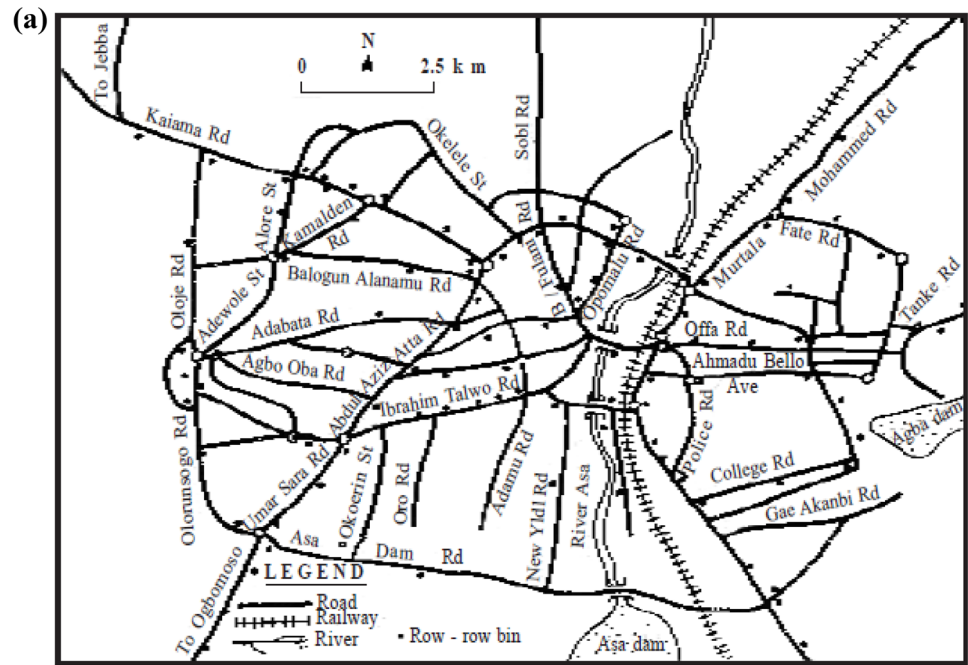 (a)
N
0 2.5 k m
To Jebba
Kaiama Rd
Okelele St
Sobl Rd
Mohammed Rd
Murtala
Alore St
Kamalden
Rd
Balogun Alanamu Rd
B / Fulani Rd
Opomalu Rd
Fate Rd
Tanke Rd
Oloje Rd
Adewole St
Adabata Rd
Agbo Oba Rd
Abdul Aziz Atta Rd
Ibrahim Talwo Rd
Offa Rd
Ahmadu Bello
Ave
Police Rd
Agba dam
College Rd
Gae Akanbi Rd
Olorunsogo Rd
Umar Sara Rd
Okoerin St
Oro Rd
Adamu Rd
New Yldl Rd
River Asa
Asa Dam Rd
To Ogbomoso
LEGEND
Road
Railway
River
Row - row bin
Asa dam